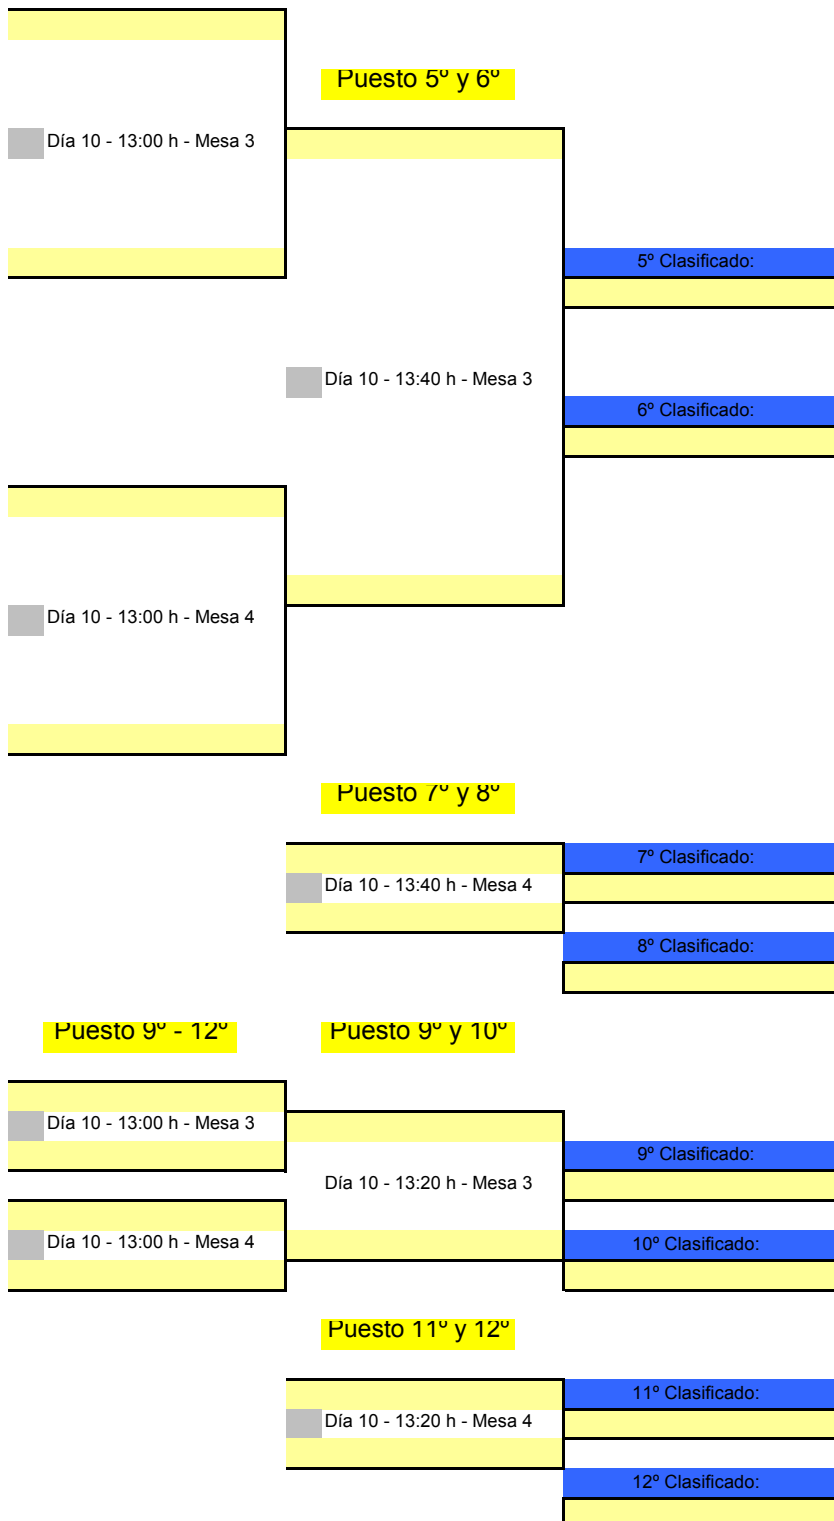 Puesto 5º y 6º
Día 10 - 13:00 h - Mesa 3
5º Clasificado:
Día 10 - 13:40 h - Mesa 3
6º Clasificado:
Día 10 - 13:00 h - Mesa 4
Puesto 7º y 8º
7º Clasificado:
Día 10 - 13:40 h - Mesa 4
8º Clasificado:
Puesto 9º - 12º
Puesto 9º y 10º
Día 10 - 13:00 h - Mesa 3
9º Clasificado:
Día 10 - 13:20 h - Mesa 3
Día 10 - 13:00 h - Mesa 4
10º Clasificado:
Puesto 11º y 12º
11º Clasificado:
Día 10 - 13:20 h - Mesa 4
12º Clasificado: